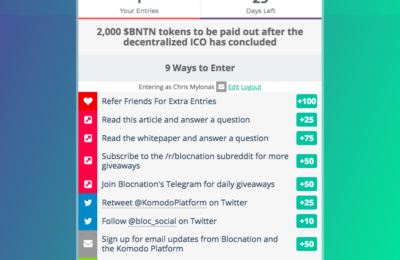 Your Entries
Days Left
2,000 $BNTN tokens to be paid out after the
decentralized ICO has concluded
9 Ways to Enter
Entering as Chris Mylonas Edit Logout
Refer Friends For Extra Entries +100
Read this article and answer a question +25
Read the whitepaper and answer a question +75
Subscribe to the /r/blocnation subreddit for more
giveaways +50
Join Blocnation's Telegram for daily giveaways +50
Retweet @KomodoPlatform on Twitter +25
Follow @bloc_social on Twitter +10
Sign up for email updates from Blocnation and
the Komodo Platform +50